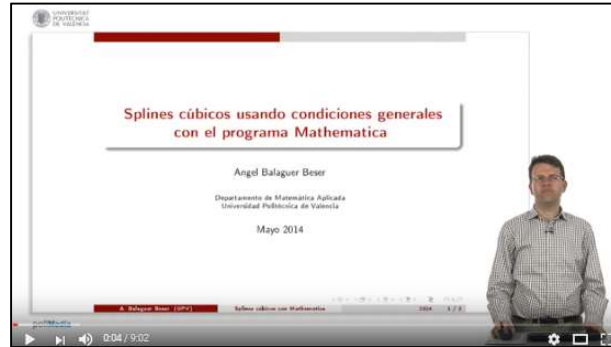 UNIVERSITAT
POLITÈCNICA
DE VALÈNCIA
Splines cúbicos usando condiciones generales
con el programa Mathematica
Angel Balaguer Beser
Departamento de Matemática Aplicada
Universidad Politécnica de Valencia
Mayo 2014
A. Balaguer Beser (UPV)
Splines cúbicos con Mathematica
2014
1 / 5
poliMedia
0:04 / 9:02